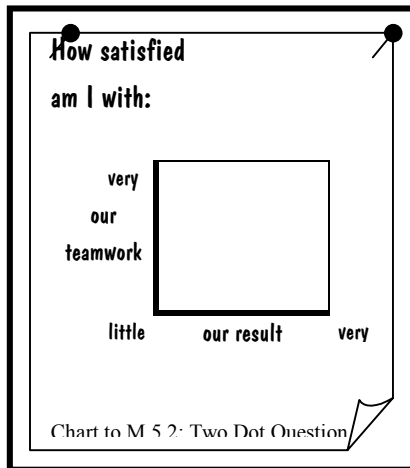 How satisfied
am I with:
very
our
teamwork
little our result very
Chart to M 5.2: Two Dot Question